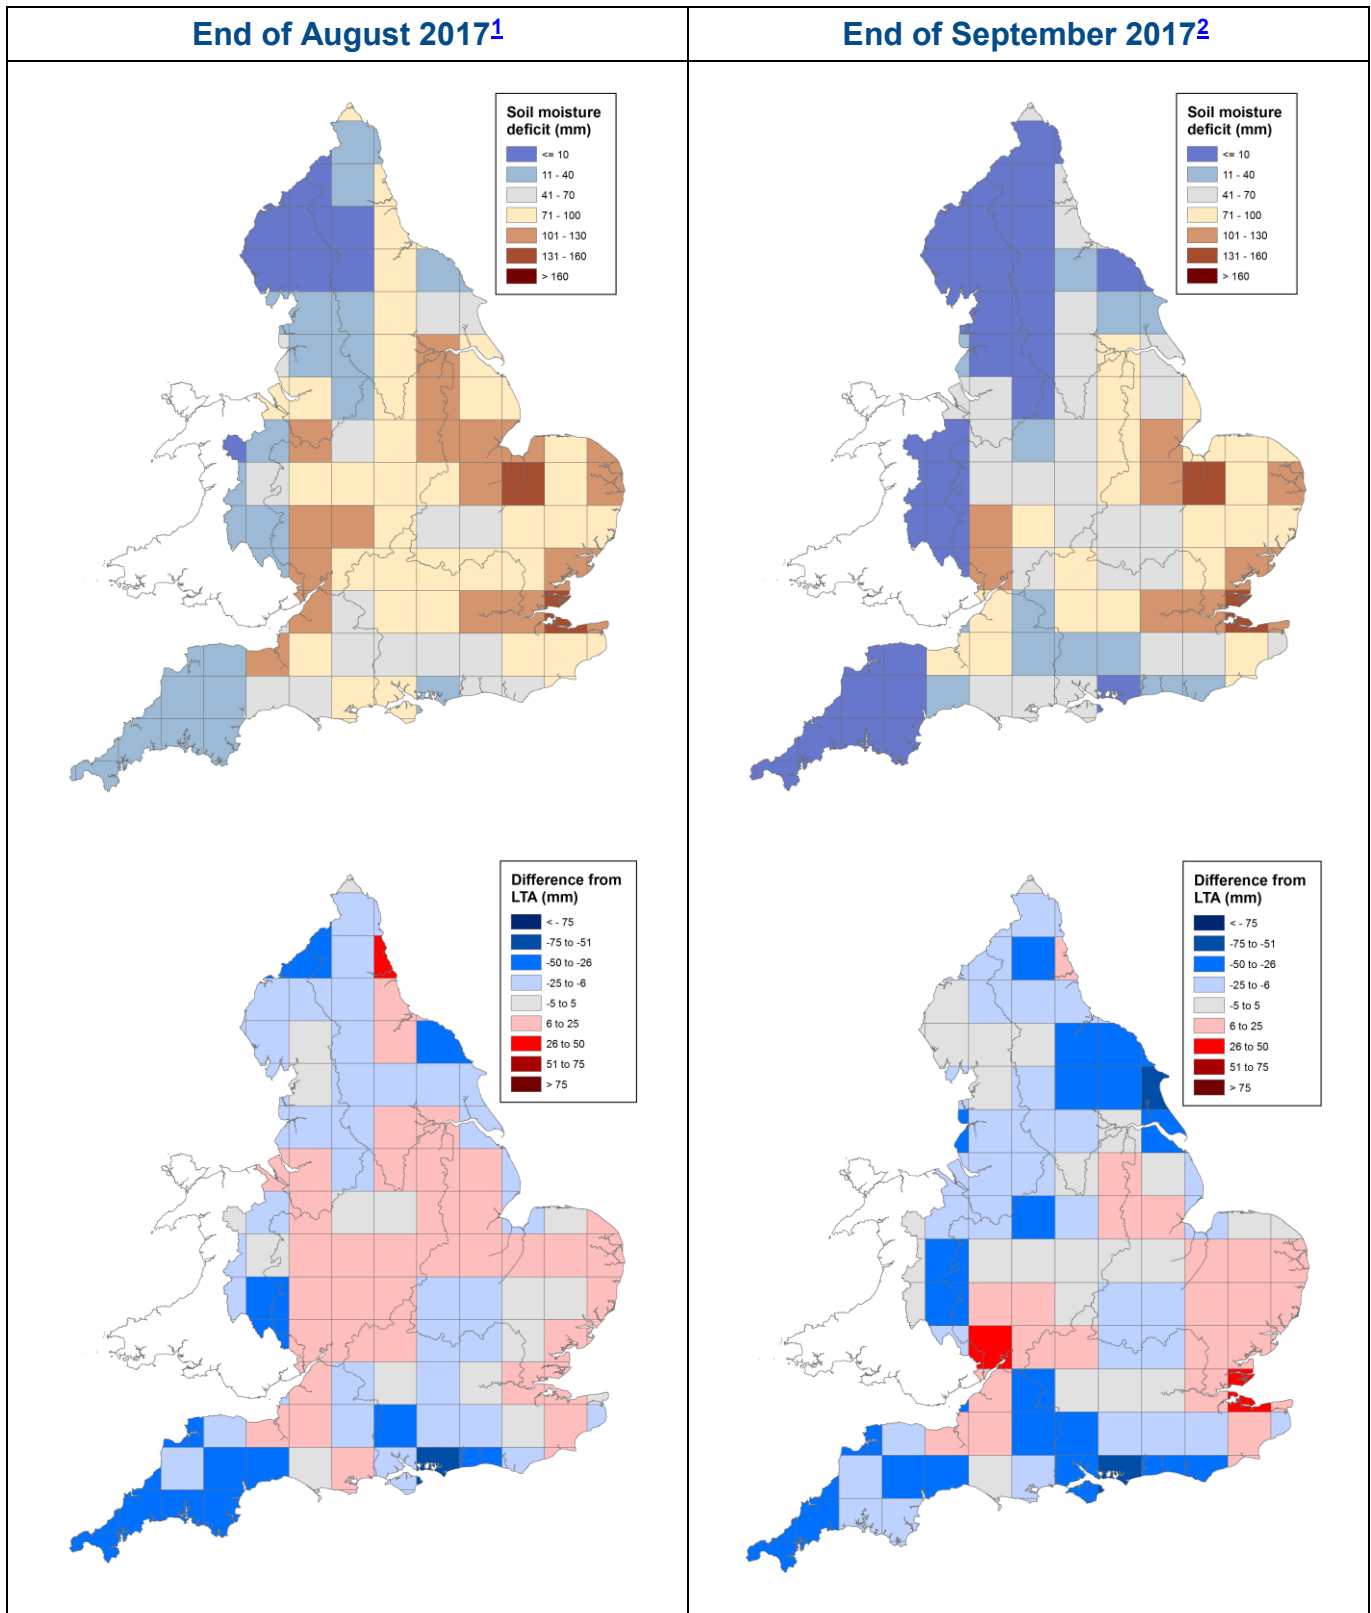 End of August 20171
End of September 20172
Soil moisture
deficit (mm)
<= 10
11 - 40
41 - 70
71 - 100
101 - 130
131 - 160
> 160
Soil moisture
deficit (mm)
<= 10
11 - 40
41 - 70
71 - 100
101 - 130
131 - 160
> 160
Difference from
LTA (mm)
< - 75
-75 to -51
-50 to -26
-25 to -6
-5 to 5
6 to 25
26 to 50
51 to 75
> 75
Difference from
LTA (mm)
< - 75
-75 to -51
-50 to -26
-25 to -6
-5 to 5
6 to 25
26 to 50
51 to 75
> 75